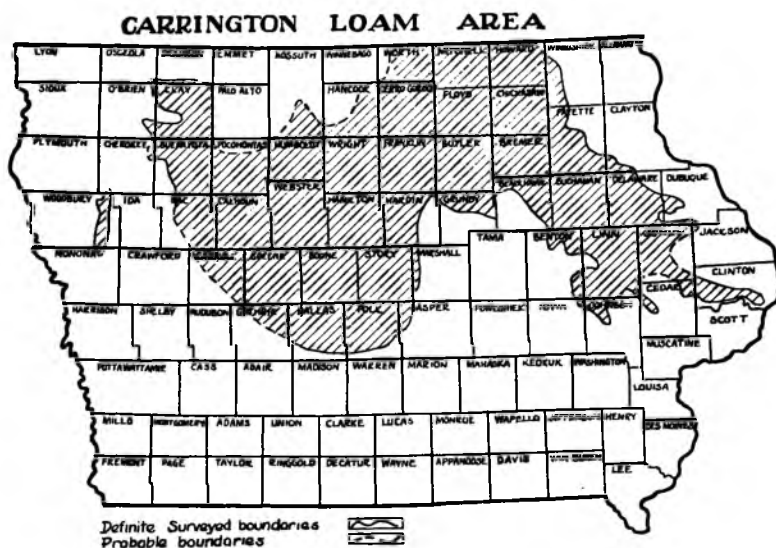 CARRINGTON LOAM AREA
LYON OSCEOLA DICKINSON EMMET KOSSUTH WINNEBAGO WORTH MITCHELL HOWARD
SIOUX O'BRIEN CLAY PALO ALTO HANCOCK CERRO GORDO FLOYD CHICKASAW FAYETTE CLAYTON
PLYMOUTH CHEROKEE BUENA VISTA POCAHONTAS HUMBOLDT WRIGHT FRANKLIN BUTLER BREMER
WOODBURY IDA SAC CALHOUN WEBSTER HAMILTON HARDIN GRUNDY BUCHANAN DELAWARE DUBUQUE
MONONA CRAWFORD GREENE BOONE STORY MARSHALL TAMA BENTON LINN JACKSON
CLINTON
CEDAR
HARRISON SHELBY AUDUBON GUTHRIE DALLAS POLK JASPER POWESHIEK SCOTT
MUSCATINE
POTTAWATTAMIE CASS ADAIR MADISON WARREN MARION MAHASKA KEOKUK WASHINGTON
LOUISA
MILLS MONTGOMERY ADAMS UNION CLARKE LUCAS MONROE WAPELLO HENRY
DES MOINES
FREMONT PAGE TAYLOR RINGGOLD DECATUR WAYNE APPANOOSE DAVIS
LEE
Definite Surveyed boundaries
Probable boundaries